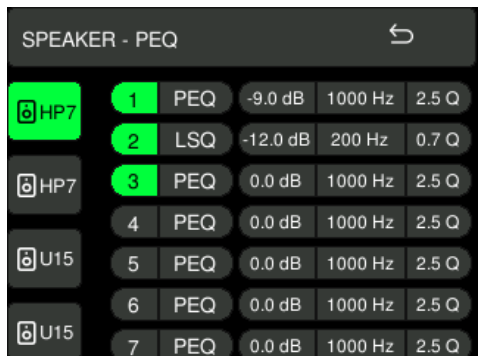 SPEAKER - PEQ
HP7
1 PEQ -9.0 dB 1000 Hz 2.5 Q
2 LSQ -12.0 dB 200 Hz 0.7 Q
HP7
3 PEQ 0.0 dB 1000 Hz 2.5 Q
4 PEQ 0.0 dB 1000 Hz 2.5 Q
U15
5 PEQ 0.0 dB 1000 Hz 2.5 Q
6 PEQ 0.0 dB 1000 Hz 2.5 Q
U15
7 PEQ 0.0 dB 1000 Hz 2.5 Q